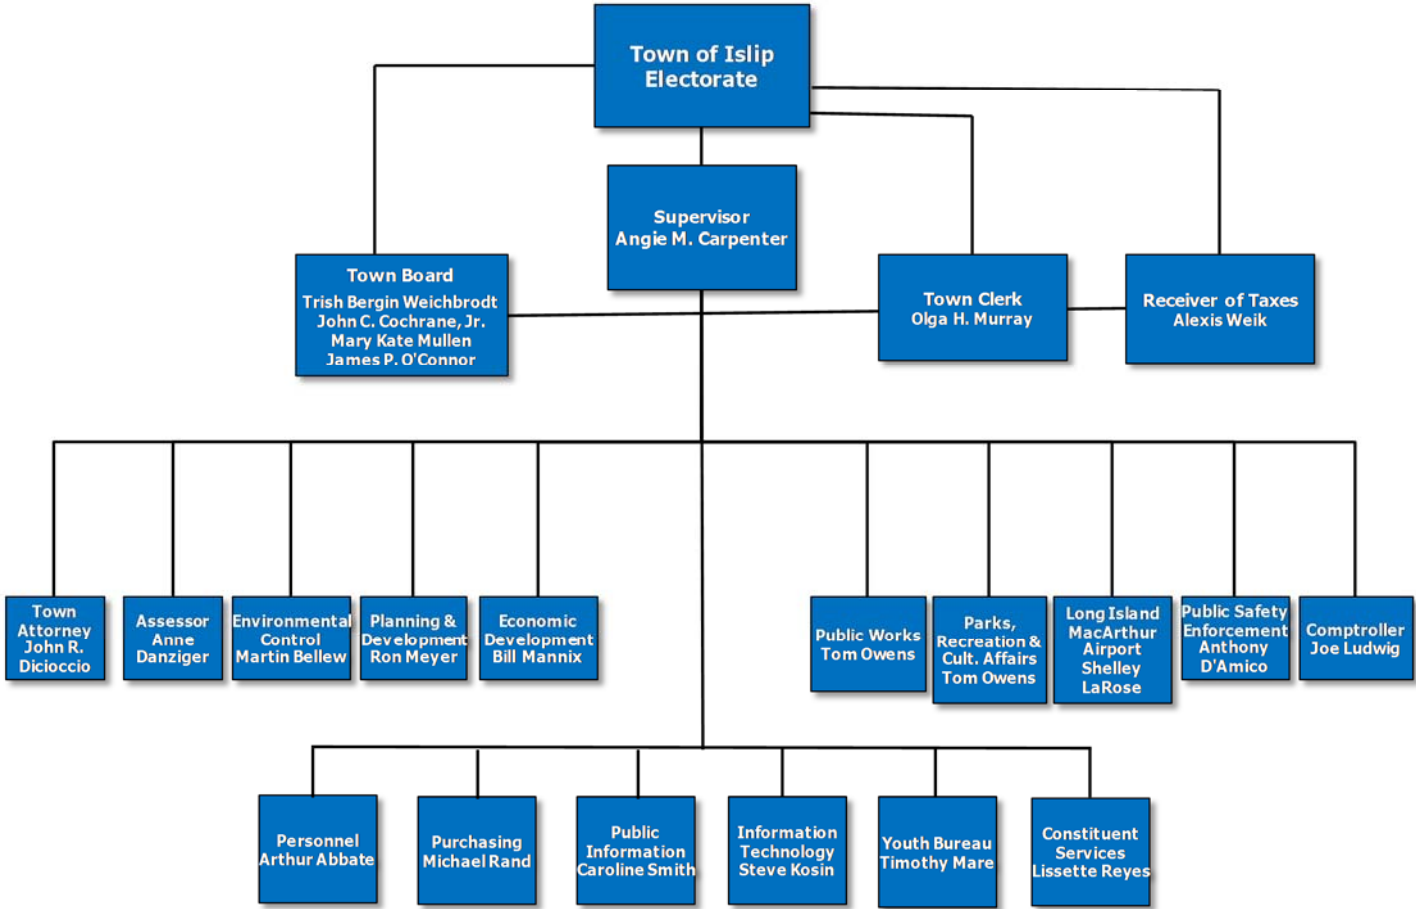 Town of Islip
Electorate
Supervisor
Angie M. Carpenter
Town Board
Trish Bergin Weichbrodt
John C. Cochrane, Jr.
Mary Kate Mullen
James P. O'Connor
Town Clerk
Olga H. Murray
Receiver of Taxes
Alexis Weik
Town
Attorney
John R.
Dicioccio
Assessor
Anne
Danziger
Environmental
Control
Martin Bellew
Planning &
Development
Ron Meyer
Economic
Development
Bill Mannix
Public Works
Tom Owens
Parks,
Recreation &
Cult. Affairs
Tom Owens
Long Island
MacArthur
Airport
Shelley
LaRose
Public Safety
Enforcement
Anthony
D'Amico
Comptroller
Joe Ludwig
Personnel
Arthur Abbate
Purchasing
Michael Rand
Public
Information
Caroline Smith
Information
Technology
Steve Kosin
Youth Bureau
Timothy Mare
Constituent
Services
Lissette Reyes